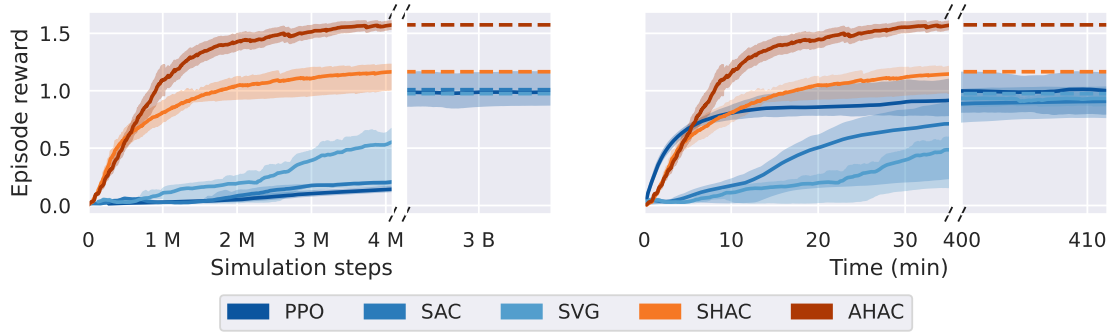 Episode reward
1.5
1.0
0.5
0.0
0 1 M 2 M 3 M 4 M 3 B
Simulation steps
0 10 20 30 400 410
Time (min)
PPO SAC SVG SHAC AHAC